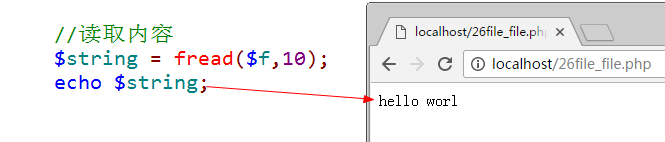 //读取内容
$string = fread($f,10);
echo $string;
localhost/26file_file.php
localhost/26file_file.php
hello worl